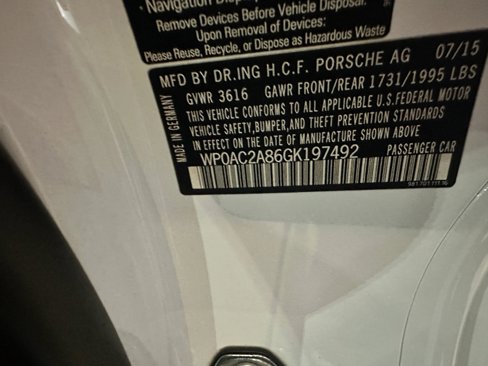 Navigation Display
Remove Devices Before Vehicle Disposal.
Upon Removal of Devices:
Please Reuse, Recycle, or Dispose as Hazardous Waste
MFD BY DR.ING H.C.F. PORSCHE AG 07/15
GVWR 3616 GAWR FRONT/REAR 1731/1995 LBS
THIS VEHICLE CONFORMS TO ALL APPLICABLE U.S.FEDERAL MOTOR
VEHICLE SAFETY,BUMPER,AND THEFT PREVENTION STANDARDS
IN EFFECT ON THE DATE OF MANUFACTURE SHOWN ABOVE
WP0AC2A86GK197492 PASSENGER CAR
MADE IN GERMANY